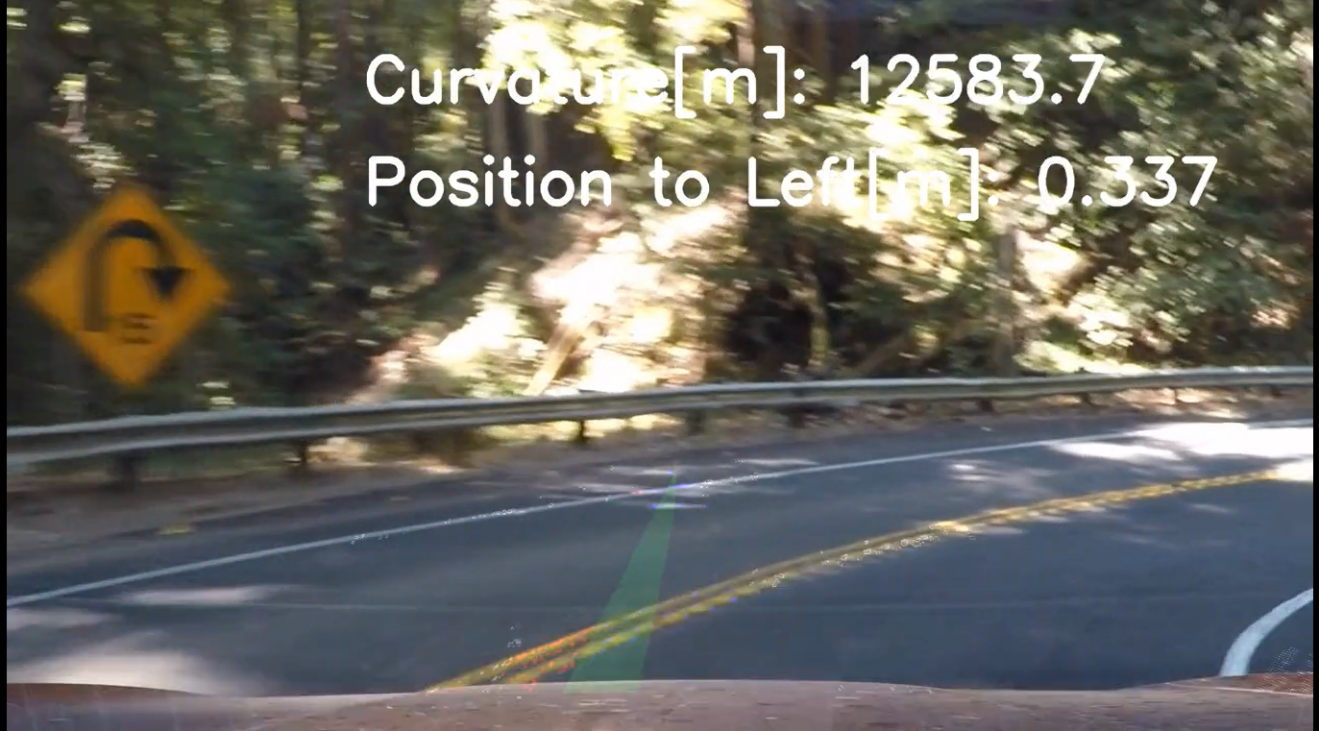 Curvature[m]: 12583.7
Position to Left[m]: 0.337